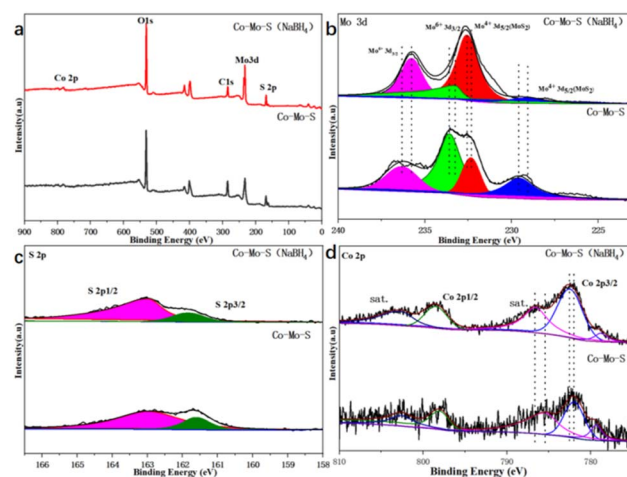 a
Co-Mo-S (NaBH₄)
O1s
Mo3d
Co 2p
C1s
S 2p
Co-Mo-S
Intensity(a.u)
900 800 700 600 500 400 300 200 100 0
Binding Energy (eV)
b
Mo 3d
Co-Mo-S (NaBH₄)
Mo⁶⁺ 3d₃/₂
Mo⁴⁺ 3d₅/₂(MoS₂)
Mo⁴⁺ 3d₅/₂(MoS₂)
Co-Mo-S
Intensity(a.u)
235 230 225
Binding Energy (eV)
c
S 2p
Co-Mo-S (NaBH₄)
S 2p1/2
S 2p3/2
Co-Mo-S
Intensity(a.u)
166 165 164 163 162 161 160 159 158
Binding Energy (eV)
d
Co 2p
Co-Mo-S (NaBH₄)
Co 2p3/2
sat.
Co 2p1/2
sat.
Co-Mo-S
Intensity(a.u)
810 800 790 780
Binding Energy (eV)